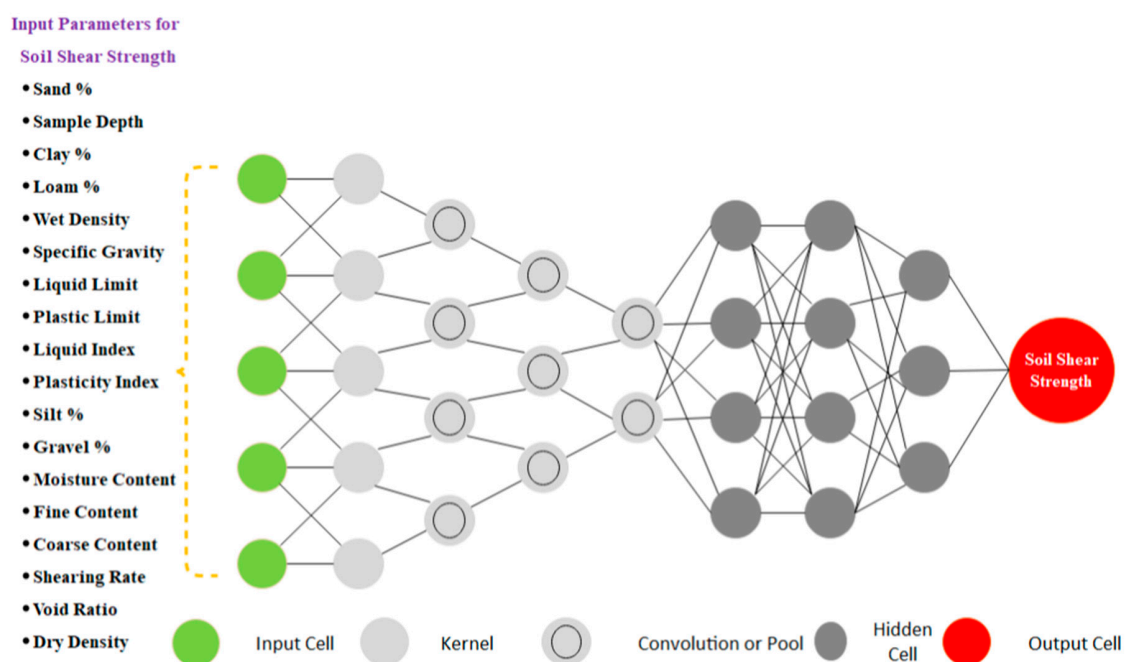 Input Parameters for
Soil Shear Strength
• Sand %
• Sample Depth
• Clay %
• Loam %
• Wet Density
• Specific Gravity
• Liquid Limit
• Plastic Limit
• Liquid Index
• Plasticity Index
• Silt %
• Gravel %
• Moisture Content
• Fine Content
• Coarse Content
• Shearing Rate
• Void Ratio
• Dry Density
Soil Shear
Strength
Input Cell
Kernel
Convolution or Pool
Hidden
Cell
Output Cell